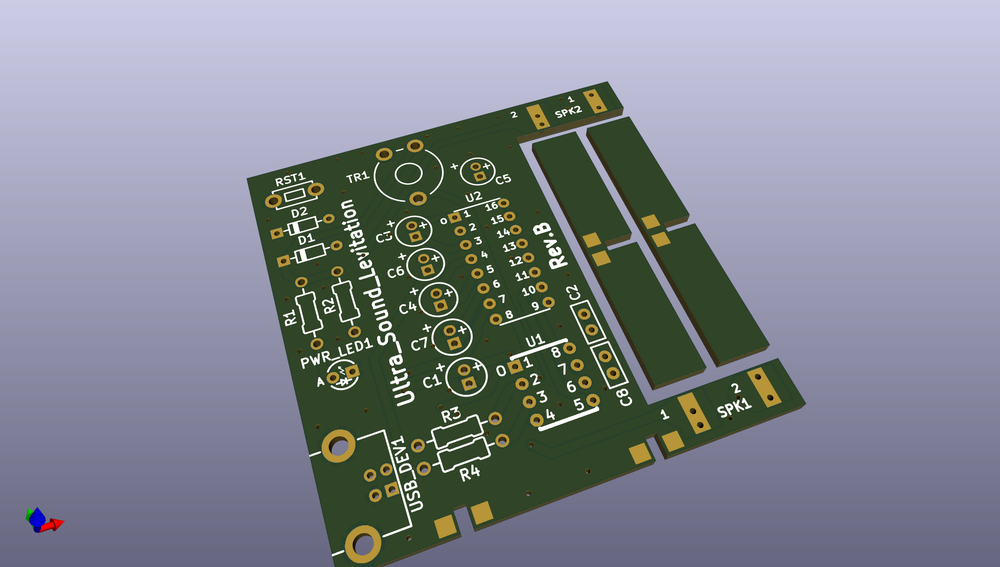 1
2
SPK2
RST1
TR1
C5
D2
U2
D1
0 1 16
2 15
3 14
4 13
5 12
6 11
7 10
8 9
C3
C6
C4
C7
C1
Ultra_Sound_Levitation
Rev.B
R1
R2
C2
PWR_LED1
A
U1
0 1 8
2 7
3 6
4 5
C8
R3
R4
1
2
SPK1
USB_DEV1